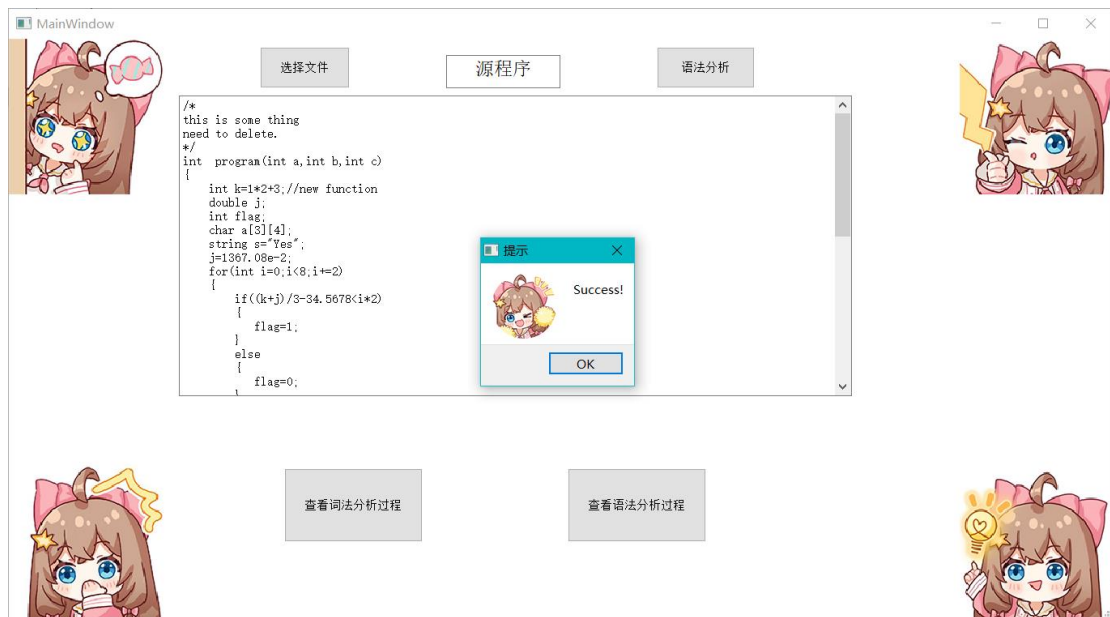 MainWindow
选择文件
源程序
语法分析
/*
this is some thing
need to delete.
*/
int  program(int a,int b,int c)
{
    int k=1*2+3;//new function
    double j;
    int flag;
    char a[3][4];
    string s="Yes";
    j=1367.08e-2;
    for(int i=0;i<8;i+=2)
    {
        if((k+j)/3-34.5678<i*2)
        {
           flag=1;
        }
        else
        {
           flag=0;
        }
提示
Success!
OK
查看词法分析过程
查看语法分析过程